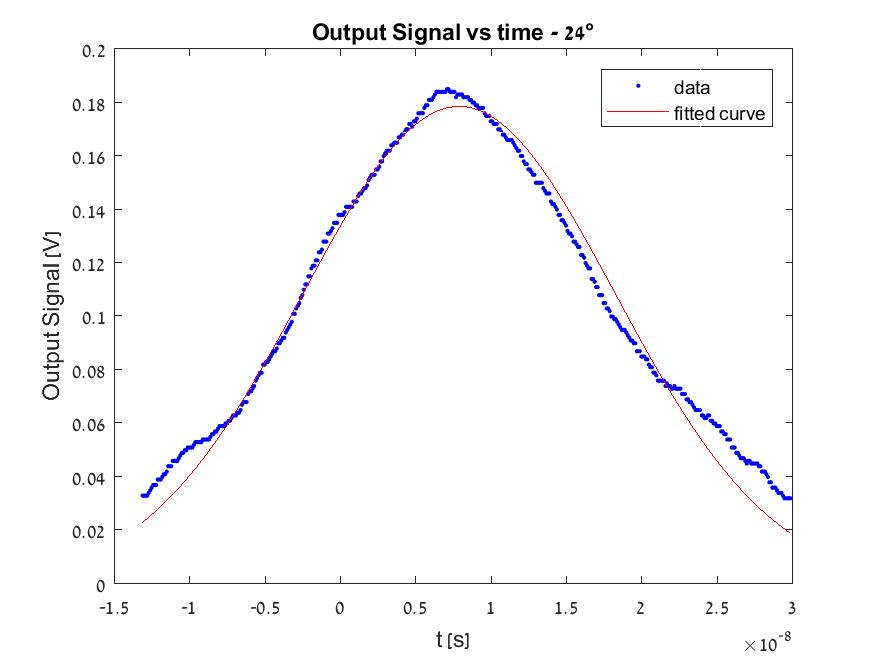 Output Signal vs time - 24°
Output Signal [V]
0.2
0.18
0.16
0.14
0.12
0.1
0.08
0.06
0.04
0.02
0
data
fitted curve
-1.5 -1 -0.5 0 0.5 1 1.5 2 2.5 3
t [s]
×10⁻⁸